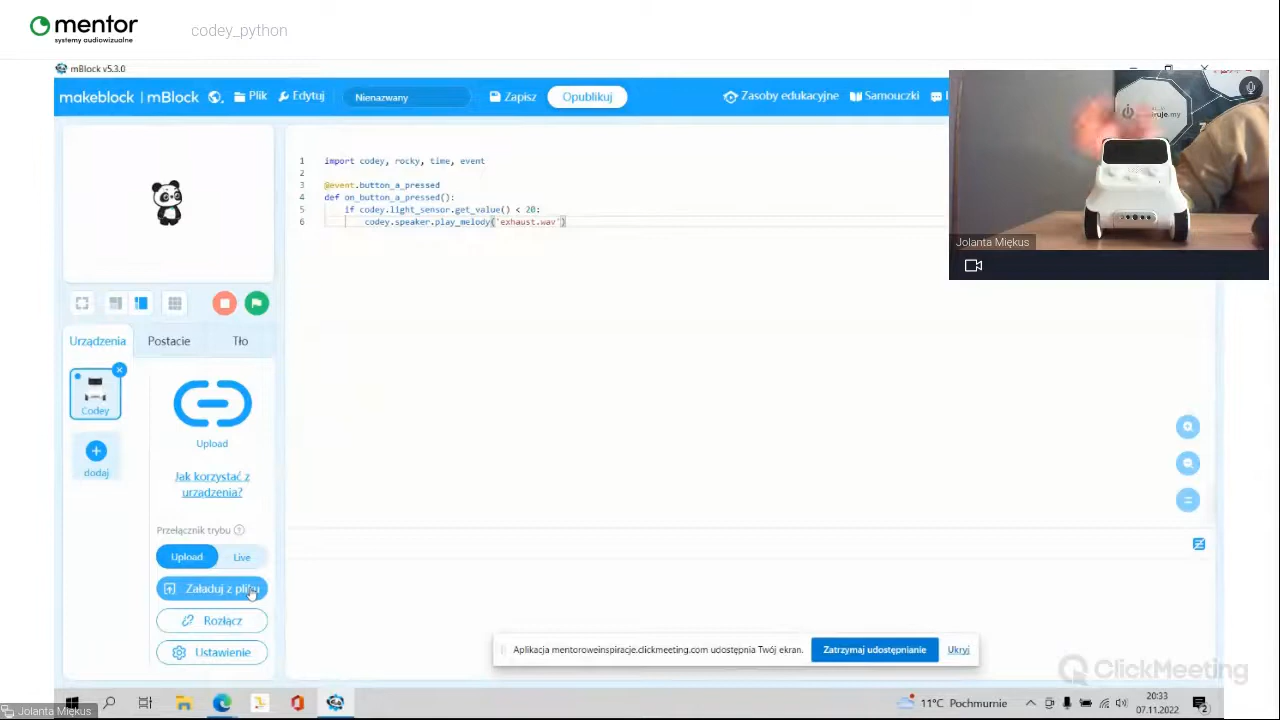 mentor
systemy audiowizualne
codey_python
mBlock v5.3.0
makeblock | mBlock
Plik
Edytuj
Nienazwany
Zapisz
Opublikuj
Zasoby edukacyjne
Samouczki
1 import codey, rocky, time, event
2
3 @event.button_a_pressed
4 def on_button_a_pressed():
5 if codey.light_sensor.get_value() < 20:
6 codey.speaker.play_melody('exhaust.wav')
Jolanta Miękus
Urządzenia
Postacie
Tło
Codey
dodaj
Upload
Jak korzystać z
urządzenia?
Przełącznik trybu
Upload
Live
Załaduj z pliku
Rozłącz
Ustawienie
Aplikacja mentoroweinspiracje.clickmeeting.com udostępnia Twój ekran.
Zatrzymaj udostępnianie
Ukryj
ClickMeeting
Jolanta Miękus
11°C Pochmurnie
20:33
07.11.2022
2